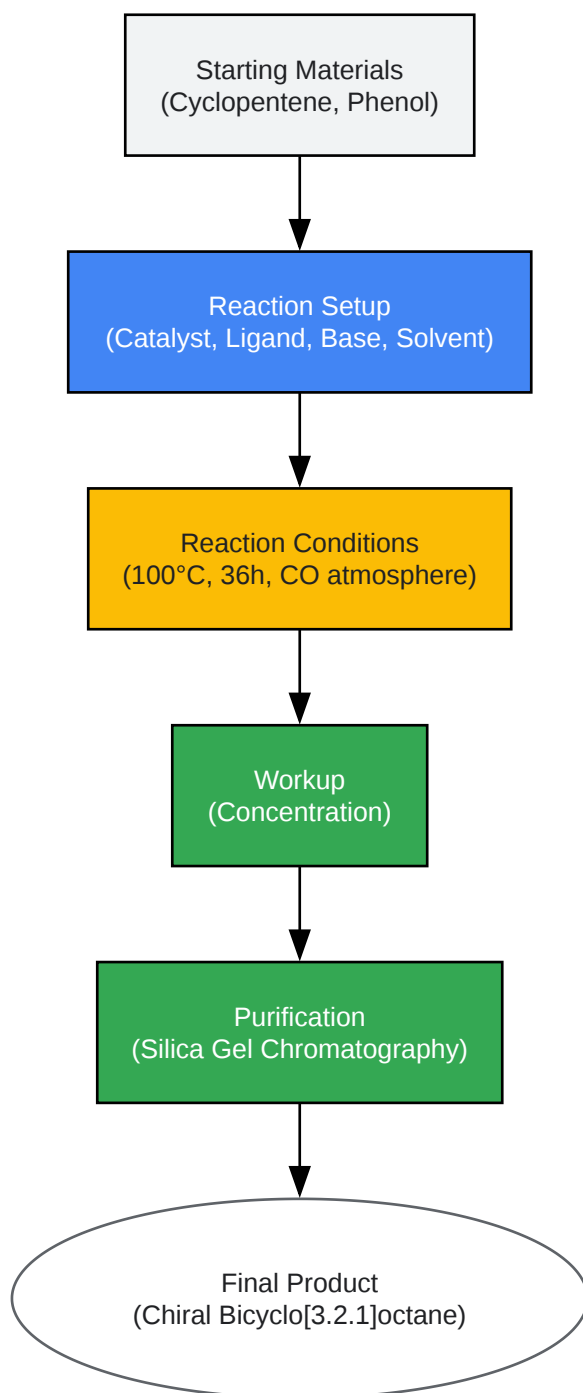 Starting Materials
(Cyclopentene, Phenol)
Reaction Setup
(Catalyst, Ligand, Base, Solvent)
Reaction Conditions
(100°C, 36h, CO atmosphere)
Workup
(Concentration)
Purification
(Silica Gel Chromatography)
Final Product
(Chiral Bicyclo[3.2.1]octane)